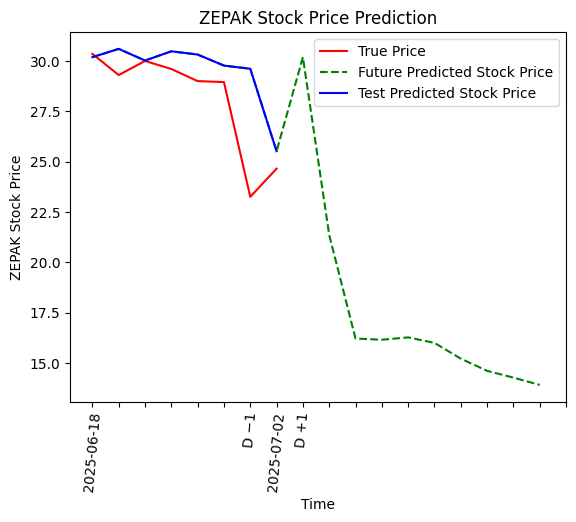 ZEPAK Stock Price Prediction
True Price
Future Predicted Stock Price
Test Predicted Stock Price
ZEPAK Stock Price
30.0
27.5
25.0
22.5
20.0
17.5
15.0
2025-06-18
D −1
2025-07-02
D +1
Time